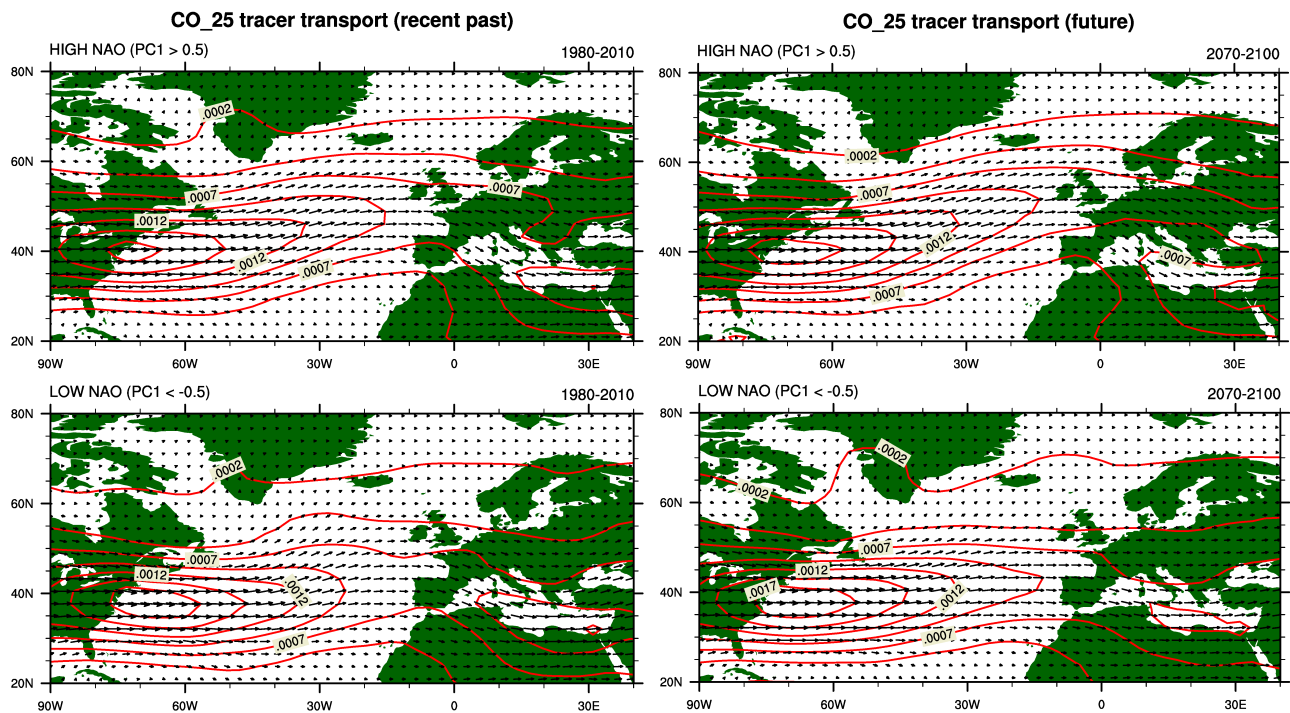 CO_25 tracer transport (recent past)
HIGH NAO (PC1 > 0.5) 1980-2010
80N
60N
40N
20N
.0002
.0007
.0007
.0012
.0012
.0007
90W 60W 30W 0 30E
CO_25 tracer transport (future)
HIGH NAO (PC1 > 0.5) 2070-2100
80N
60N
40N
20N
.0002
.0007
.0012
.0007
.0007
90W 60W 30W 0 30E
LOW NAO (PC1 < -0.5) 1980-2010
80N
60N
40N
20N
.0002
.0007
.0012
.0012
.0007
90W 60W 30W 0 30E
LOW NAO (PC1 < -0.5) 2070-2100
80N
60N
40N
20N
.0002
.0002
.0007
.0012
.0017
.0012
.0007
90W 60W 30W 0 30E